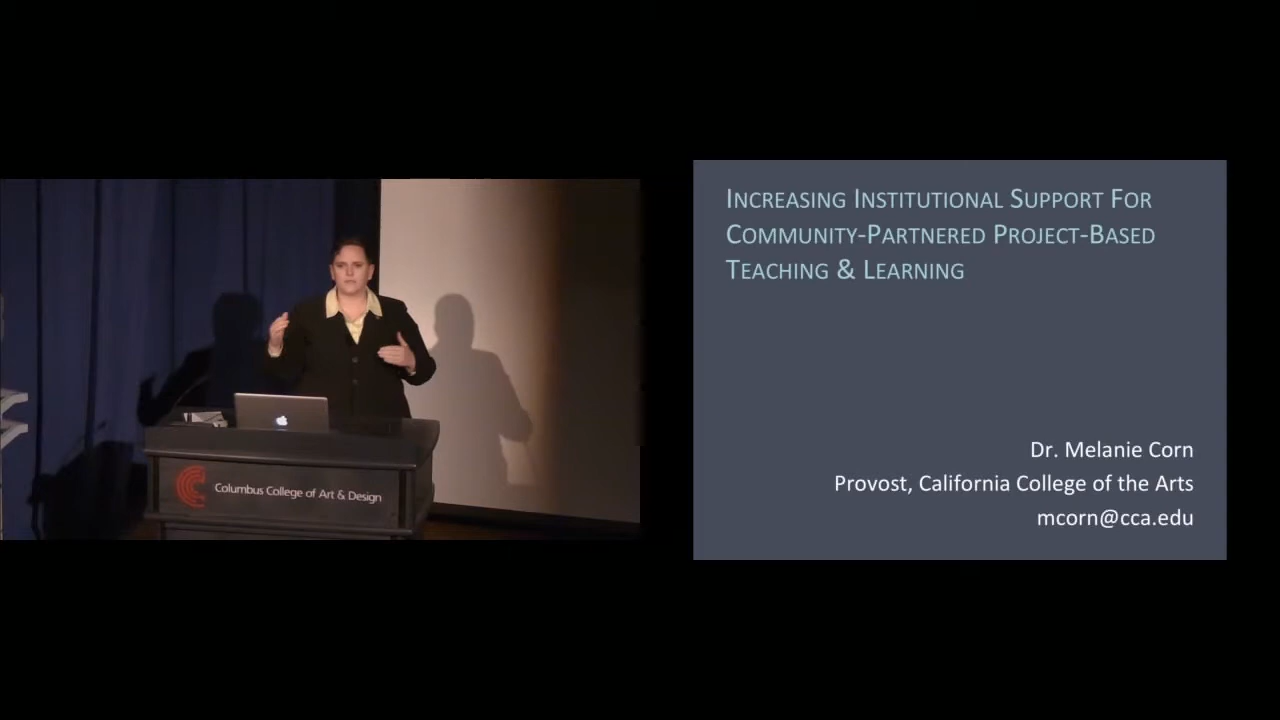 Columbus College of Art & Design
INCREASING INSTITUTIONAL SUPPORT FOR
COMMUNITY-PARTNERED PROJECT-BASED
TEACHING & LEARNING
Dr. Melanie Corn
Provost, California College of the Arts
mcorn@cca.edu